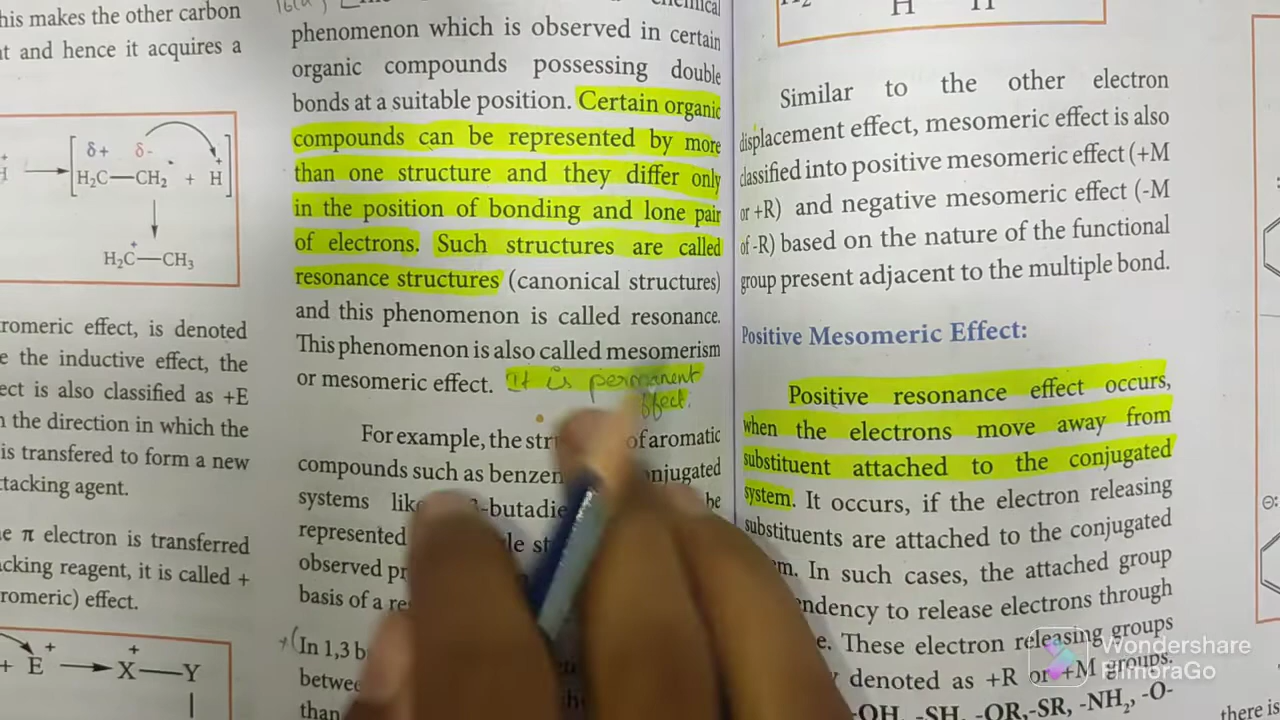 his makes the other carbon
t and hence it acquires a
δ+ δ-
H₂C—CH₂ + H⁺
H₂C⁺—CH₃
romeric effect, is denoted
e the inductive effect, the
ect is also classified as +E
n the direction in which the
is transfered to form a new
ttacking agent.
e π electron is transferred
cking reagent, it is called +
romeric) effect.
+ E⁺ → X⁺—Y
phenomenon which is observed in certain
organic compounds possessing double
bonds at a suitable position. Certain organic
compounds can be represented by more
than one structure and they differ only
in the position of bonding and lone pair
of electrons. Such structures are called
resonance structures (canonical structures)
and this phenomenon is called resonance.
This phenomenon is also called mesomerism
or mesomeric effect. It is permanent
effect.
For example, the str of aromatic
compounds such as benzen onjugated
systems like -butadie be
represented le st
observed pr
basis of a re
In 1,3 b
betwee
than
H H
Similar to the other electron
displacement effect, mesomeric effect is also
classified into positive mesomeric effect (+M
or +R) and negative mesomeric effect (-M
of -R) based on the nature of the functional
group present adjacent to the multiple bond.
Positive Mesomeric Effect:
Positive resonance effect occurs,
when the electrons move away from
substituent attached to the conjugated
system. It occurs, if the electron releasing
substituents are attached to the conjugated
m. In such cases, the attached group
ndency to release electrons through
e. These electron releasing groups
denoted as +R or +M groups.
-OH, -SH, -OR,-SR, -NH₂, -O-
there is
Wondershare
FilmoraGo